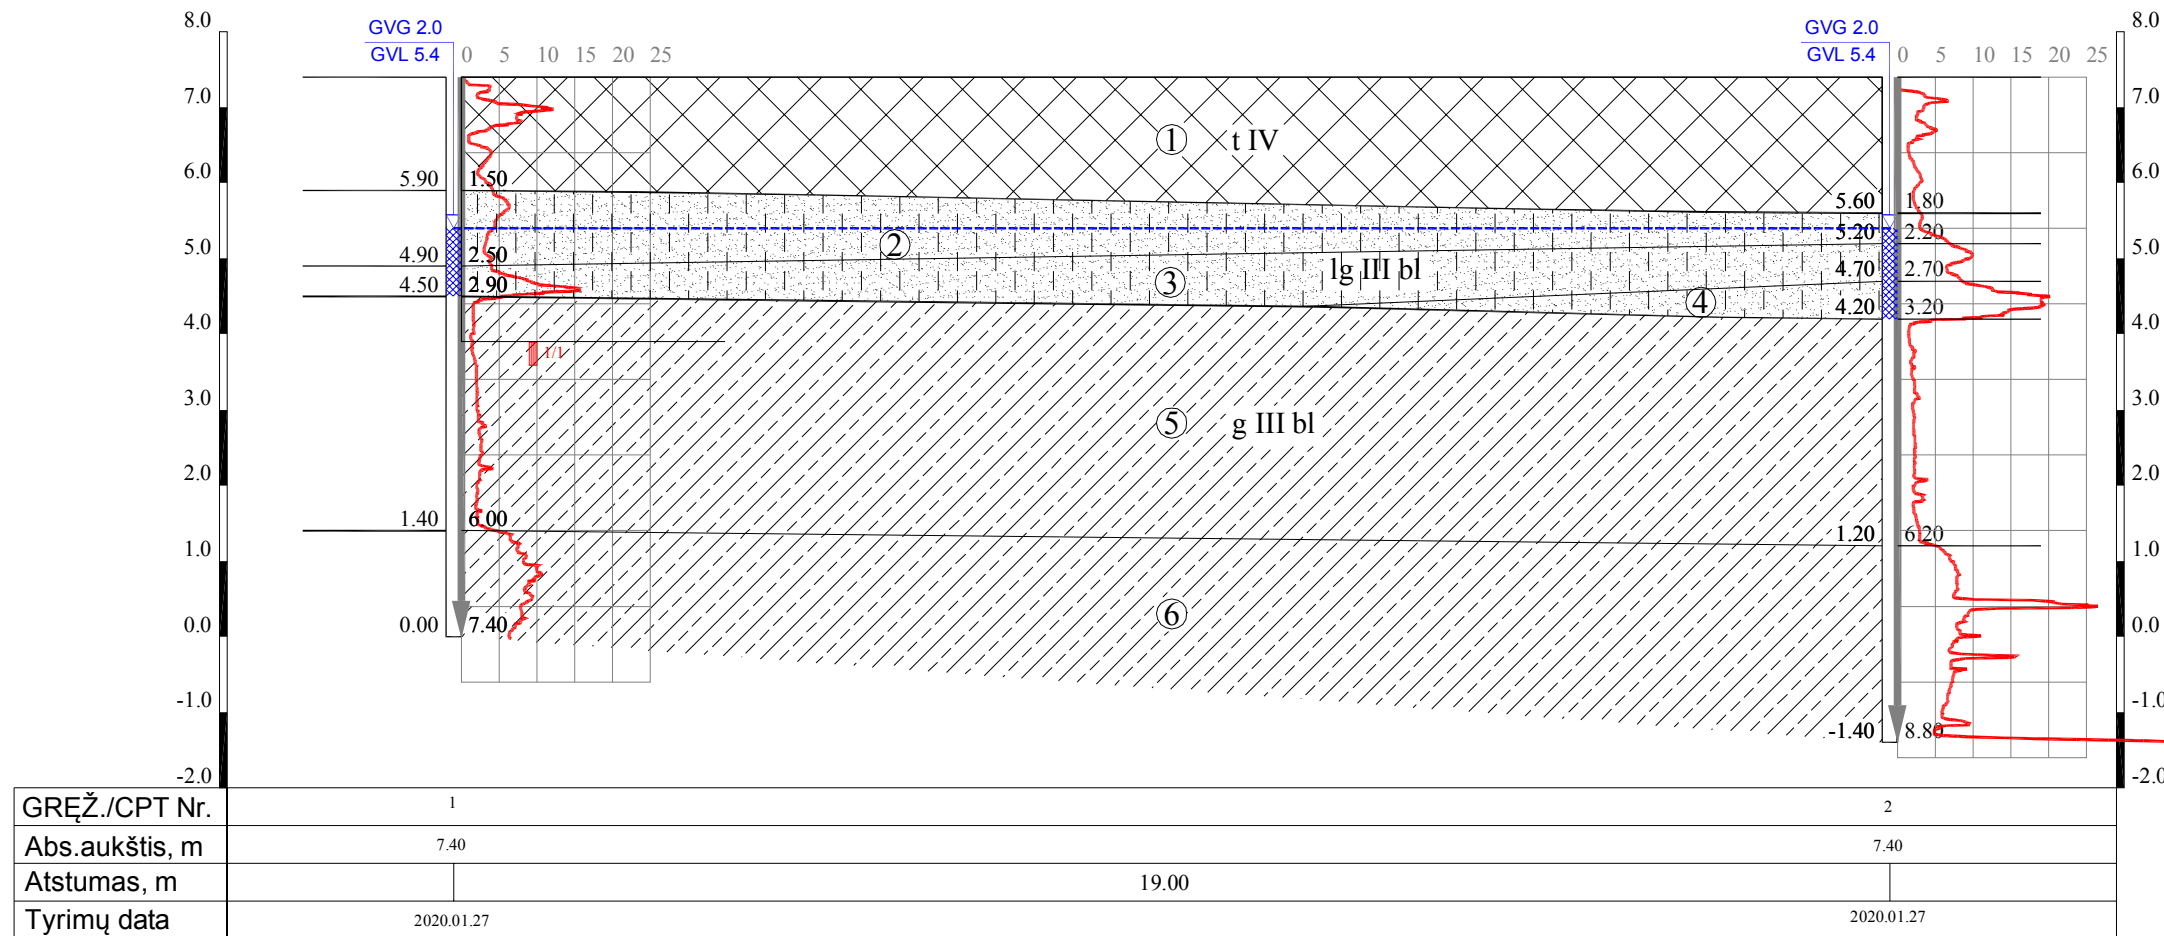 8.0
GVG 2.0
GVL 5.4
0 5 10 15 20 25
GVG 2.0
GVL 5.4
0 5 10 15 20 25
8.0
7.0
7.0
1 t IV
6.0
6.0
5.90 1.50
5.60 1.80
5.20 2.20
5.0
5.0
2
4.90 2.50
lg III bl
4.70 2.70
4.50 2.90
3
4
4.20 3.20
4.0
4.0
1/1
3.0
3.0
5 g III bl
2.0
2.0
1.40 6.00
1.20 6.20
1.0
1.0
6
0.0
0.00 7.40
0.0
-1.0
-1.0
-1.40 8.80
-2.0
-2.0
GRĘŽ./CPT Nr. 1 2
Abs.aukštis, m 7.40 7.40
Atstumas, m 19.00
Tyrimų data 2020.01.27 2020.01.27